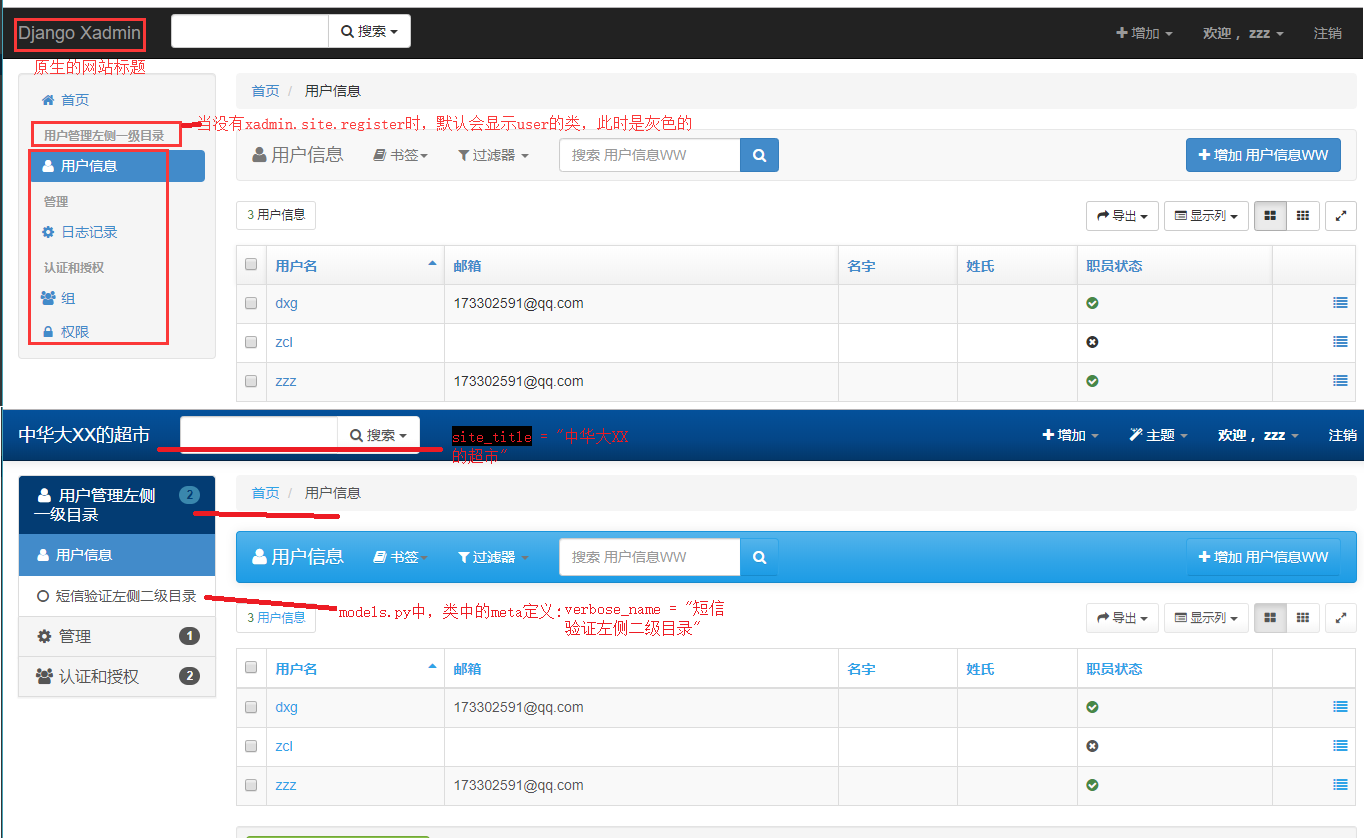 Django Xadmin
搜索
增加
欢迎， zzz
注销
原生的网站标题
首页
首页 / 用户信息
用户管理左侧一级目录
当没有xadmin.site.register时，默认会显示user的类，此时是灰色的
用户信息
用户信息
书签
过滤器
搜索 用户信息WW
增加 用户信息WW
管理
3 用户信息
导出
显示列
日志记录
认证和授权
用户名
邮箱
名字
姓氏
职员状态
组
dxg
173302591@qq.com
权限
zcl
zzz
173302591@qq.com
中华大XX的超市
搜索
site_title = "中华大XX
的超市"
增加
主题
欢迎， zzz
注销
用户管理左侧
一级目录
2
首页 / 用户信息
用户信息
用户信息
书签
过滤器
搜索 用户信息WW
增加 用户信息WW
短信验证左侧二级目录
models.py中，类中的meta定义:verbose_name = "短信
验证左侧二级目录"
3 用户信息
导出
显示列
管理
1
认证和授权
2
用户名
邮箱
名字
姓氏
职员状态
dxg
173302591@qq.com
zcl
zzz
173302591@qq.com